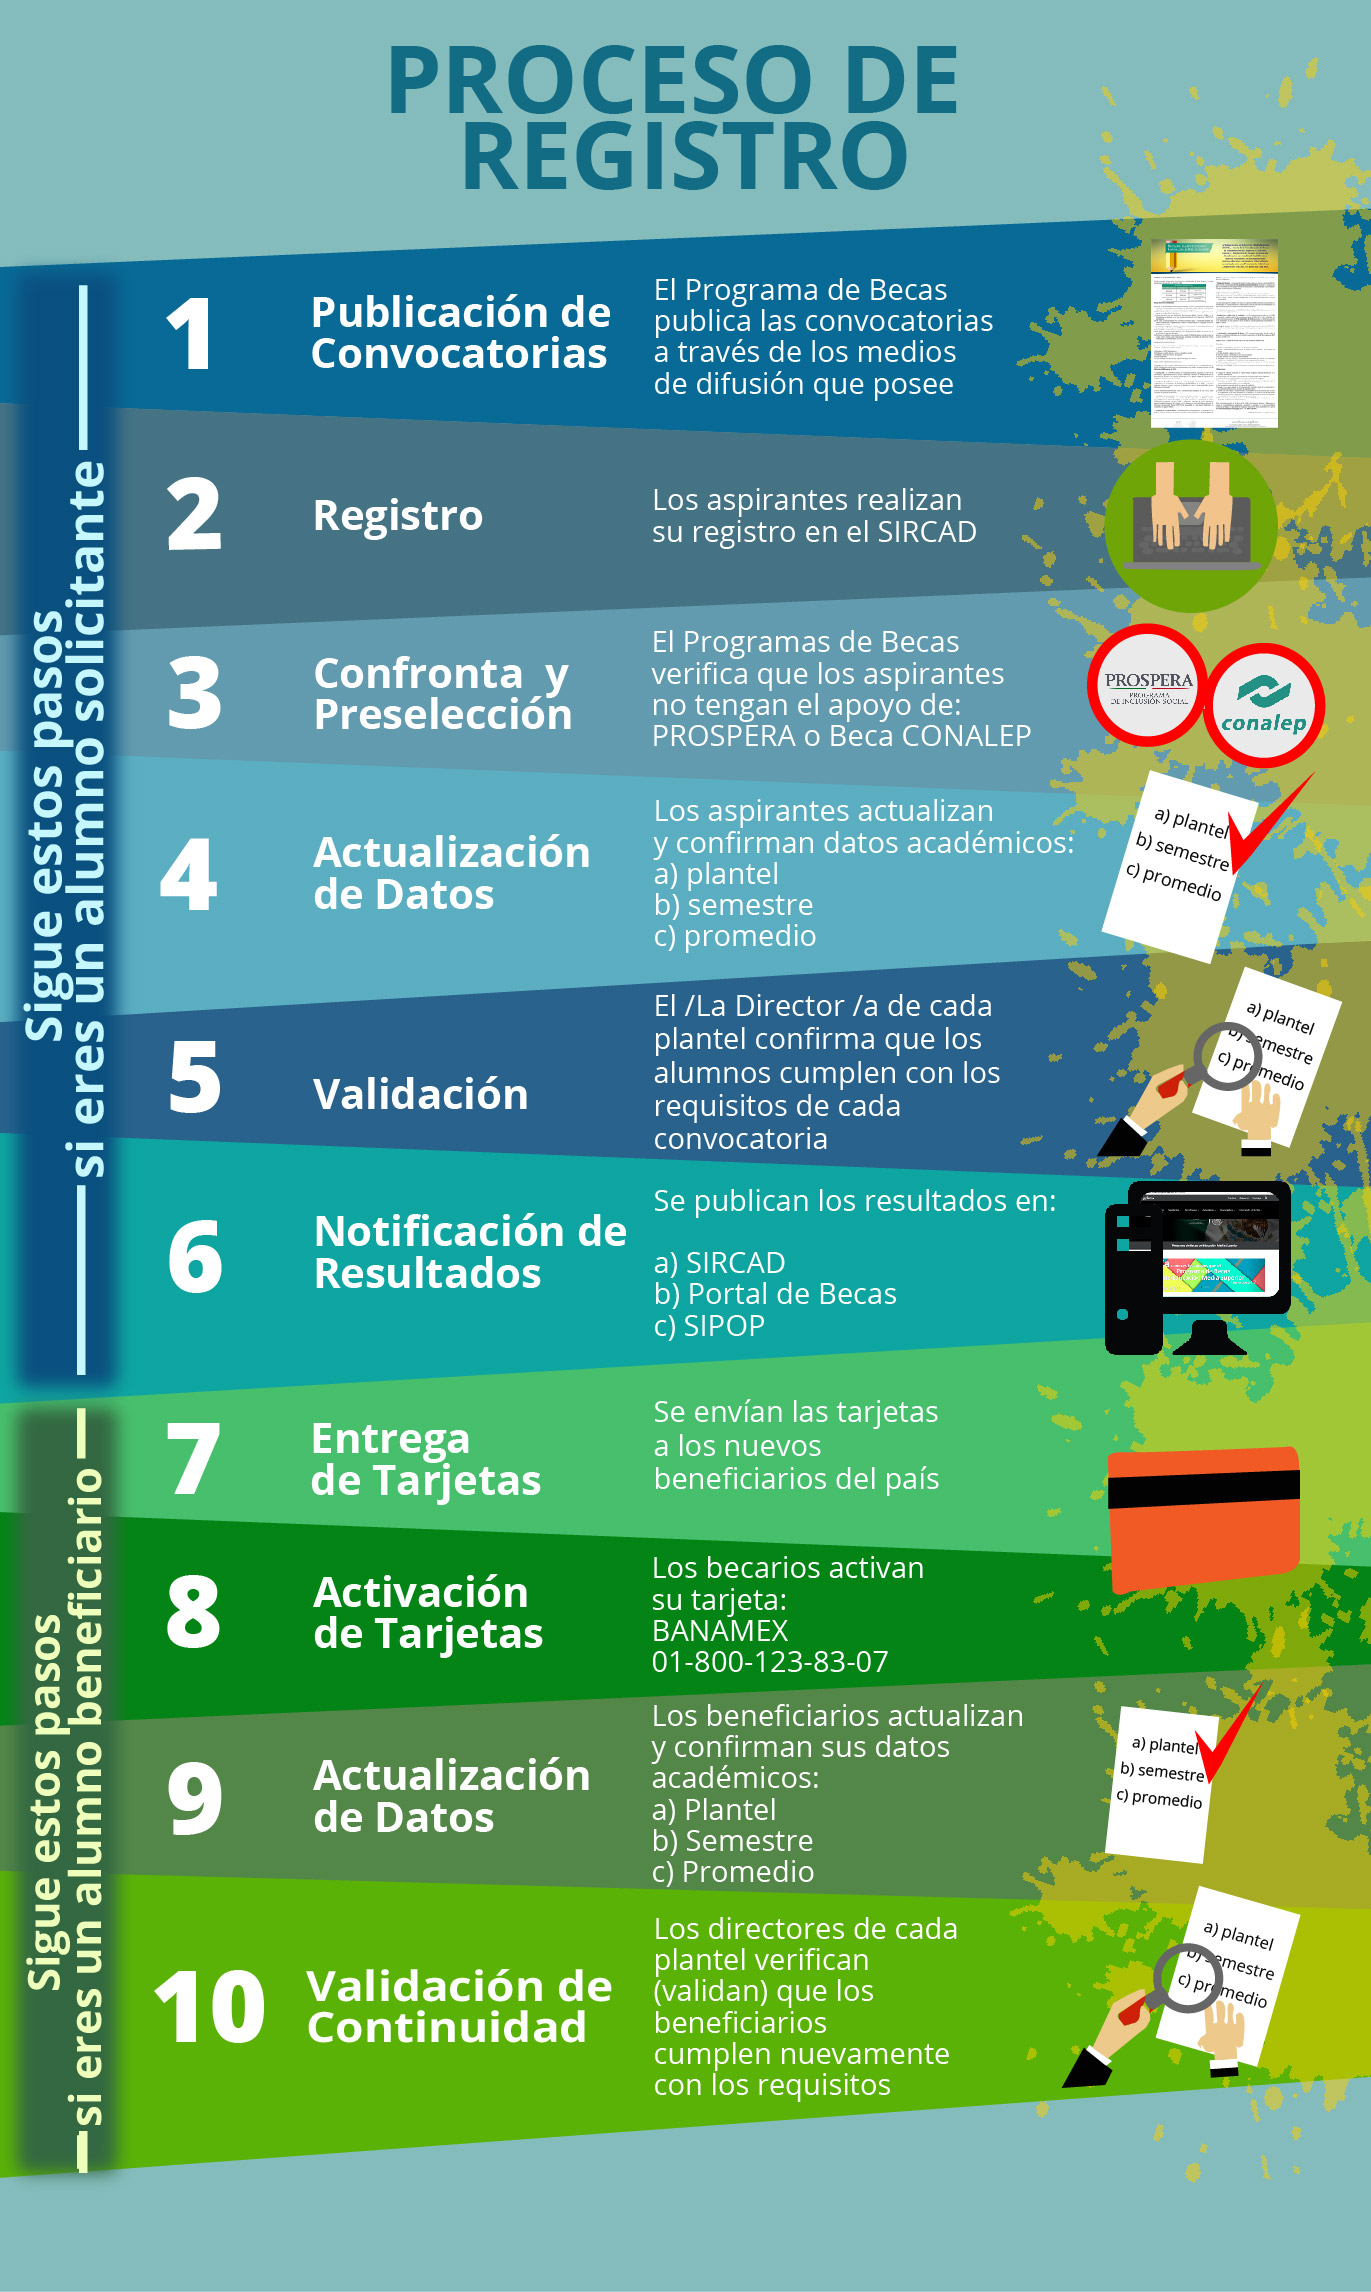 PROCESO DE
REGISTRO
Sigue estos pasos
si eres un alumno solicitante
1
Publicación de
Convocatorias
El Programa de Becas
publica las convocatorias
a través de los medios
de difusión que posee
2
Registro
Los aspirantes realizan
su registro en el SIRCAD
3
Confronta y
Preselección
El Programas de Becas
verifica que los aspirantes
no tengan el apoyo de:
PROSPERA o Beca CONALEP
PROSPERA
PROGRAMA
DE INCLUSIÓN SOCIAL
conalep
4
Actualización
de Datos
Los aspirantes actualizan
y confirman datos académicos:
a) plantel
b) semestre
c) promedio
a) plantel
b) semestre
c) promedio
5
Validación
El /La Director /a de cada
plantel confirma que los
alumnos cumplen con los
requisitos de cada
convocatoria
a) plantel
b) semestre
c) promedio
6
Notificación de
Resultados
Se publican los resultados en:
a) SIRCAD
b) Portal de Becas
c) SIPOP
Programa de Becas
Sigue estos pasos
si eres un alumno beneficiario
7
Entrega
de Tarjetas
Se envían las tarjetas
a los nuevos
beneficiarios del país
8
Activación
de Tarjetas
Los becarios activan
su tarjeta:
BANAMEX
01-800-123-83-07
9
Actualización
de Datos
Los beneficiarios actualizan
y confirman sus datos
académicos:
a) Plantel
b) Semestre
c) Promedio
a) plantel
b) semestre
c) promedio
10
Validación de
Continuidad
Los directores de cada
plantel verifican
(validan) que los
beneficiarios
cumplen nuevamente
con los requisitos
a) plantel
b) semestre
c) promedio